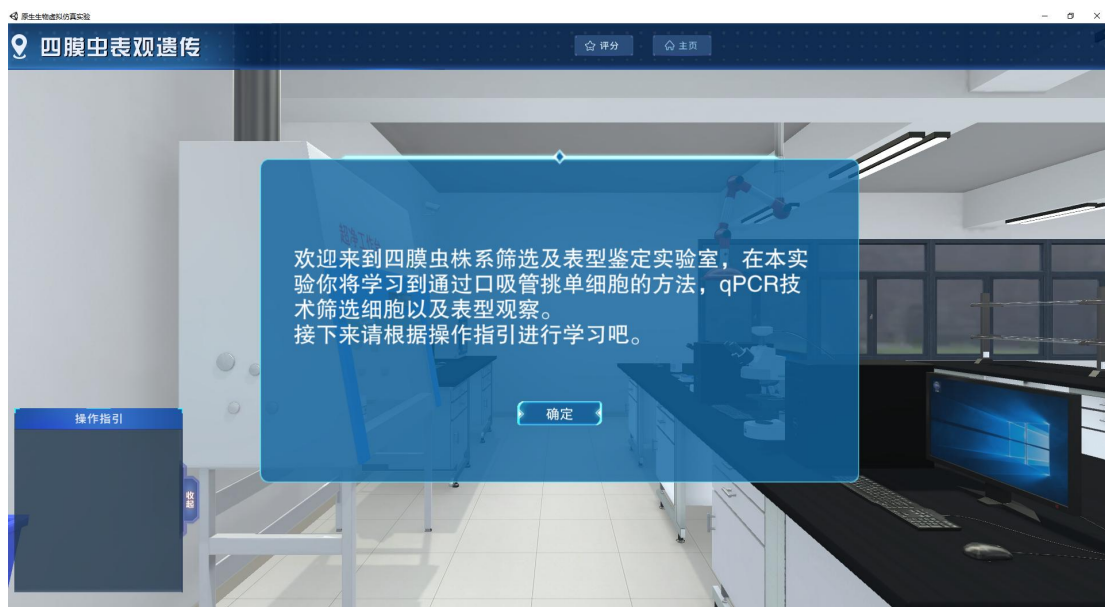 原生生物虚拟仿真实验
四膜虫表观遗传
评分
主页
欢迎来到四膜虫株系筛选及表型鉴定实验室，在本实
验你将学习到通过口吸管挑单细胞的方法，qPCR技
术筛选细胞以及表型观察。
接下来请根据操作指引进行学习吧。
确定
操作指引
收起